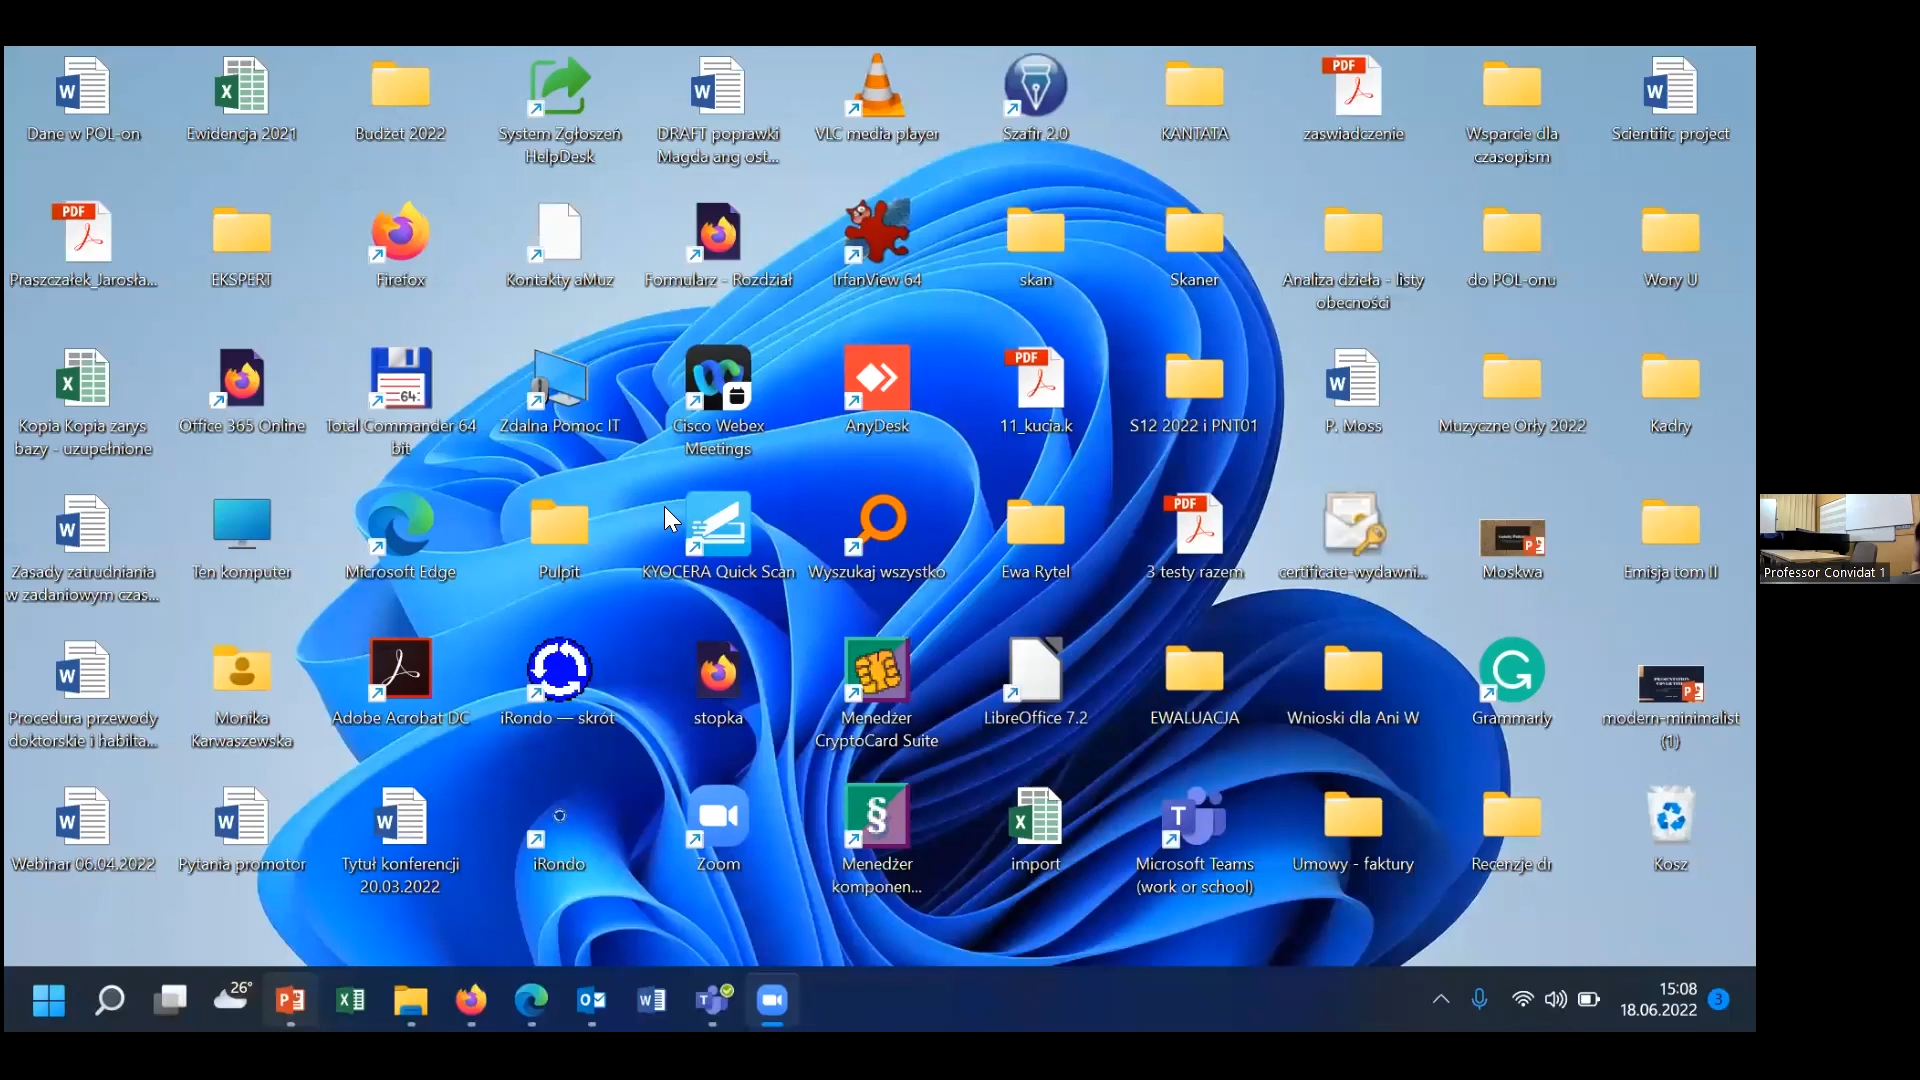 Dane w POL-on
Ewidencja 2021
Budżet 2022
System Zgłoszeń
HelpDesk
DRAFT poprawki
Magda ang ost...
VLC media player
Szafir 2.0
KANTATA
PDF
zaswiadczenie
Wsparcie dla
czasopism
Scientific project
PDF
Praszczałek_Jarosła...
EKSPERT
Firefox
Kontakty aMuz
Formularz - Rozdział
IrfanView 64
skan
Skaner
Analiza dzieła - listy
obecności
do POL-onu
Wory U
Kopia Kopia zarys
bazy - uzupełnione
Office 365 Online
64
Total Commander 64
bit
Zdalna Pomoc IT
Cisco Webex
Meetings
AnyDesk
PDF
11_kucia.k
S12 2022 i PNT01
P. Moss
Muzyczne Orły 2022
Kadry
Zasady zatrudniania
w zadaniowym czas...
Ten komputer
Microsoft Edge
Pulpit
KYOCERA Quick Scan
Wyszukaj wszystko
Ewa Rytel
PDF
3 testy razem
certificate-wydawni...
Moskwa
Emisja tom II
Professor Convidat 1
Procedura przewody
doktorskie i habilta...
Monika
Karwaszewska
Adobe Acrobat DC
iRondo — skrót
stopka
Menedżer
CryptoCard Suite
LibreOffice 7.2
EWALUACJA
Wnioski dla Ani W
Grammarly
modern-minimalist
(1)
Webinar 06.04.2022
Pytania promotor
Tytuł konferencji
20.03.2022
iRondo
Zoom
§
Menedżer
komponen...
import
Microsoft Teams
(work or school)
Umowy - faktury
Recenzje dr
Kosz
26°
15:08
18.06.2022
3